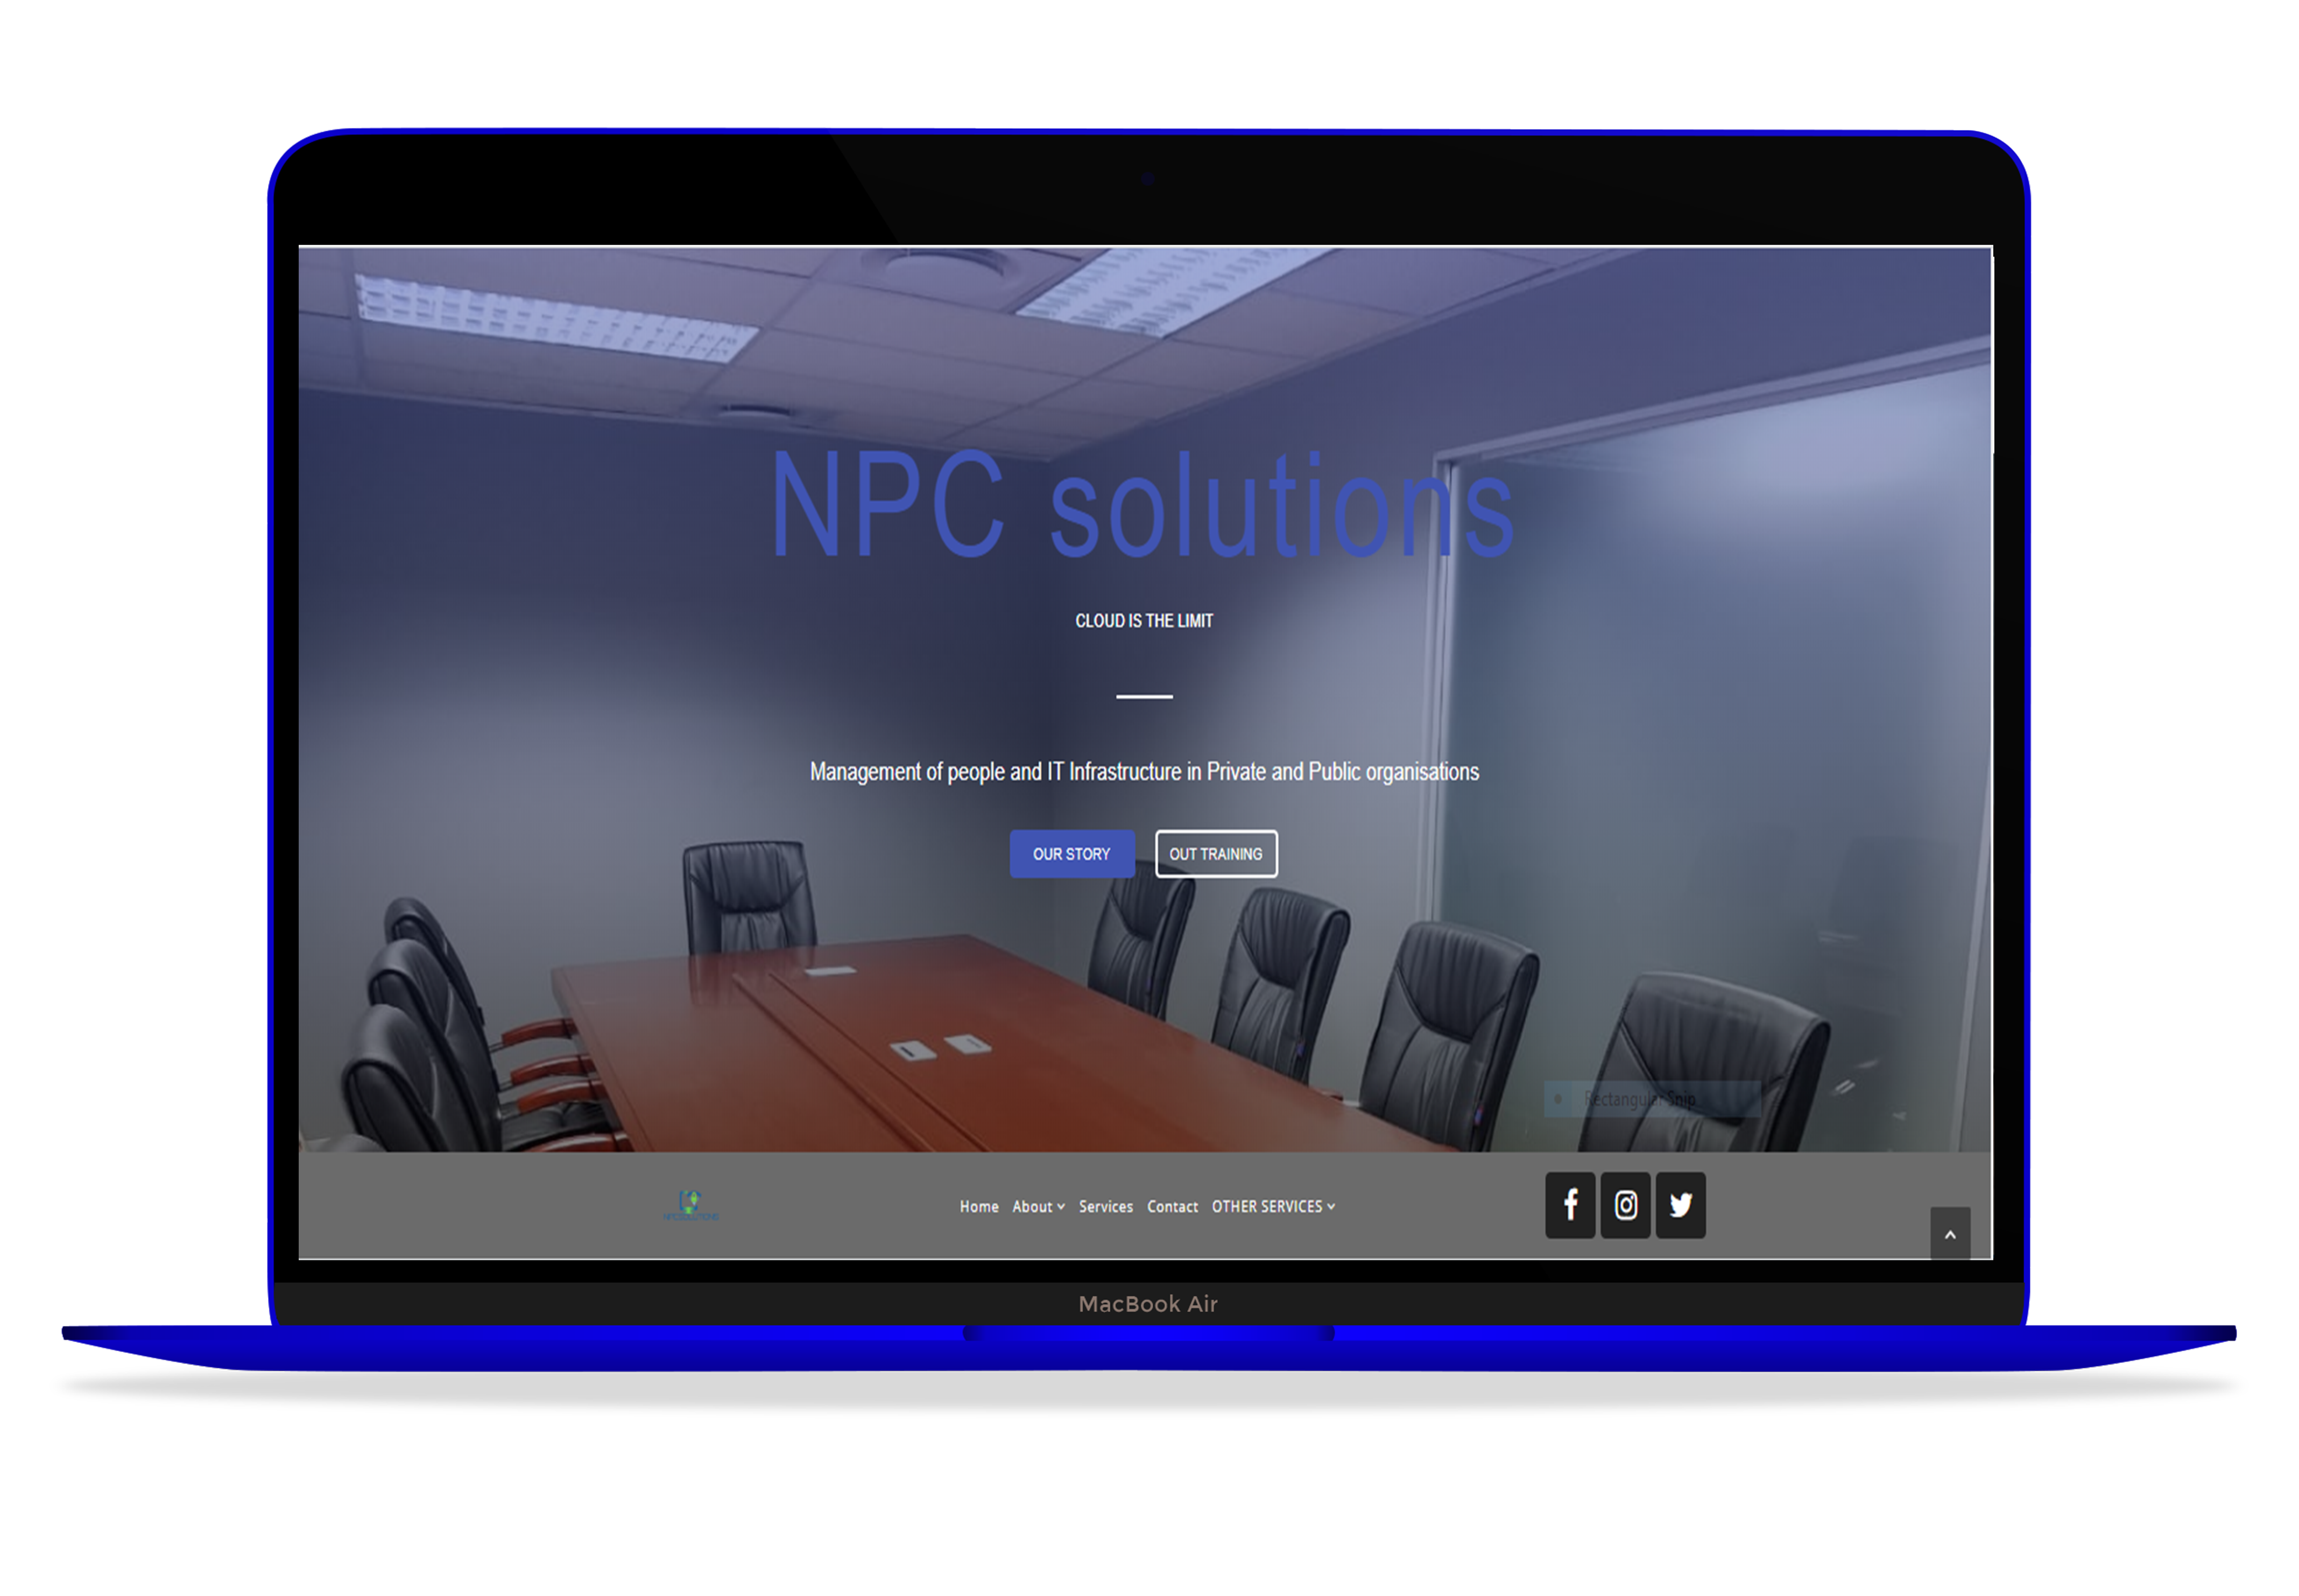 NPC solutions
CLOUD IS THE LIMIT
Management of people and IT Infrastructure in Private and Public organisations
OUR STORY OUT TRAINING
Rectangular Snip
NPCSOLUTIONS
Home About Services Contact OTHER SERVICES
MacBook Air